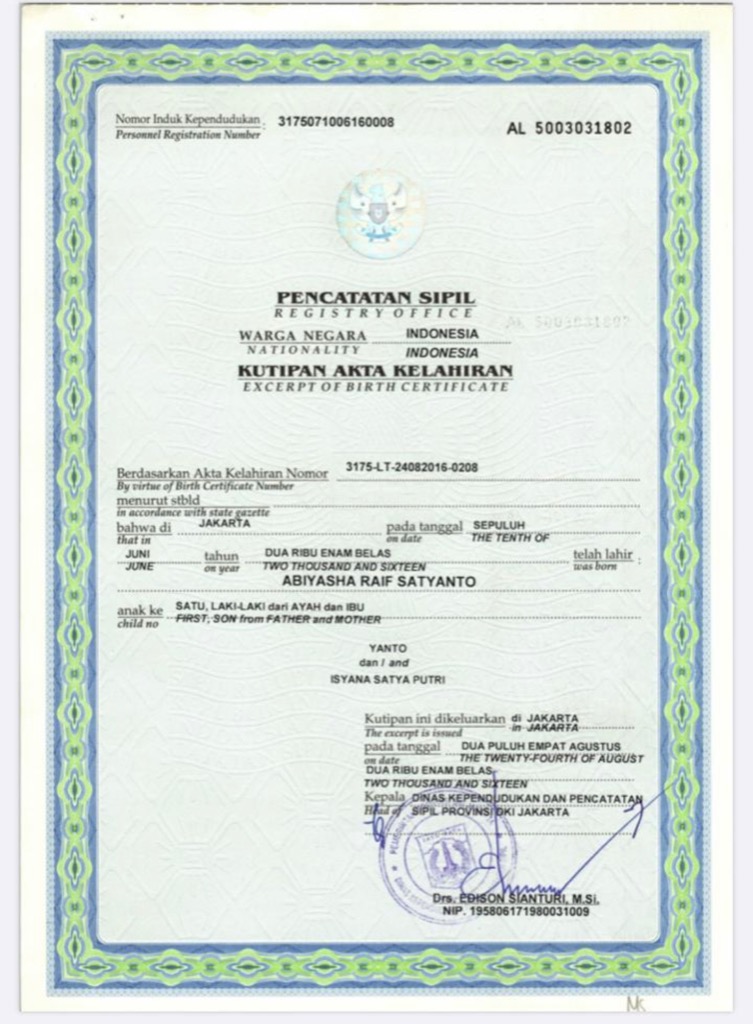 Nomor Induk Kependudukan : 3175071006160008
Personnel Registration Number
AL 5003031802
PENCATATAN SIPIL
REGISTRY OFFICE
AL 5003031802
WARGA NEGARA INDONESIA
NATIONALITY INDONESIA
KUTIPAN AKTA KELAHIRAN
EXCERPT OF BIRTH CERTIFICATE
Berdasarkan Akta Kelahiran Nomor 3175-LT-24082016-0208
By virtue of Birth Certificate Number
menurut stbld
in accordance with state gazette
bahwa di JAKARTA pada tanggal SEPULUH
that in on date THE TENTH OF
JUNI tahun DUA RIBU ENAM BELAS telah lahir :
JUNE on year TWO THOUSAND AND SIXTEEN was born
ABIYASHA RAIF SATYANTO
anak ke SATU, LAKI-LAKI dari AYAH dan IBU
child no FIRST, SON from FATHER and MOTHER
YANTO
dan / and
ISYANA SATYA PUTRI
Kutipan ini dikeluarkan di JAKARTA
The excerpt is issued in JAKARTA
pada tanggal DUA PULUH EMPAT AGUSTUS
on date THE TWENTY-FOURTH OF AUGUST
DUA RIBU ENAM BELAS
TWO THOUSAND AND SIXTEEN
Kepala DINAS KEPENDUDUKAN DAN PENCATATAN
Head of SIPIL PROVINSI DKI JAKARTA
Drs. EDISON SIANTURI, M.Si.
NIP. 195806171980031009